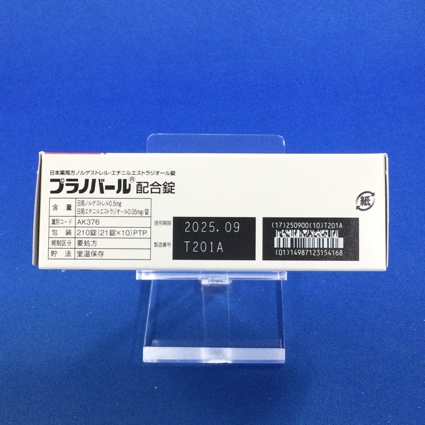 日本薬局方ノルゲストレル・エチニルエストラジオール錠
プラノバール® 配合錠
含 量 日局ノルゲストレル0.5mg
日局エチニルエストラジオール0.05mg/錠
識別コード AK376
包 装 210錠(21錠×10)PTP
規制区分 要処方
貯 法 室温保存
使用期限 2025.09
製造番号 T201A
(17)250900(10)T201A
(01)14987123154168
紙